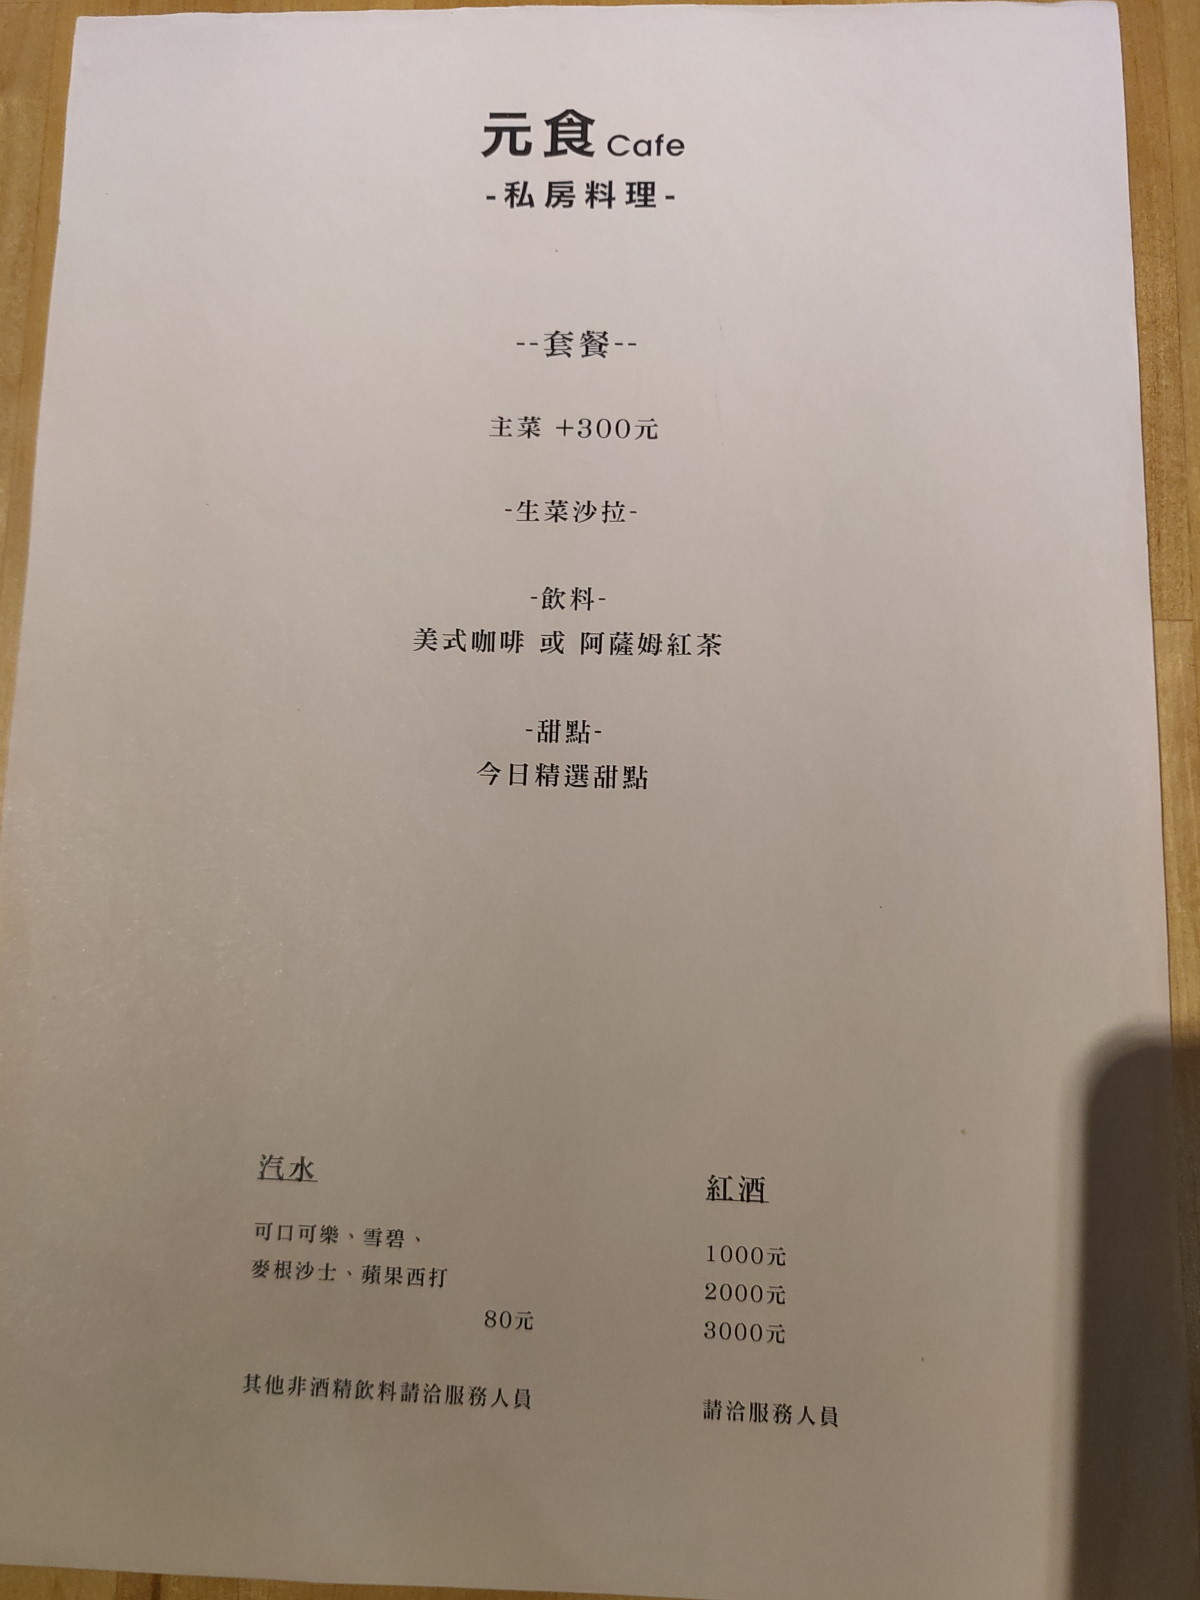 元食 Cafe
-私房料理-
--套餐--
主菜 +300元
-生菜沙拉-
-飲料-
美式咖啡 或 阿薩姆紅茶
-甜點-
今日精選甜點
汽水
可口可樂、雪碧、
麥根沙士、蘋果西打
80元
其他非酒精飲料請洽服務人員
紅酒
1000元
2000元
3000元
請洽服務人員